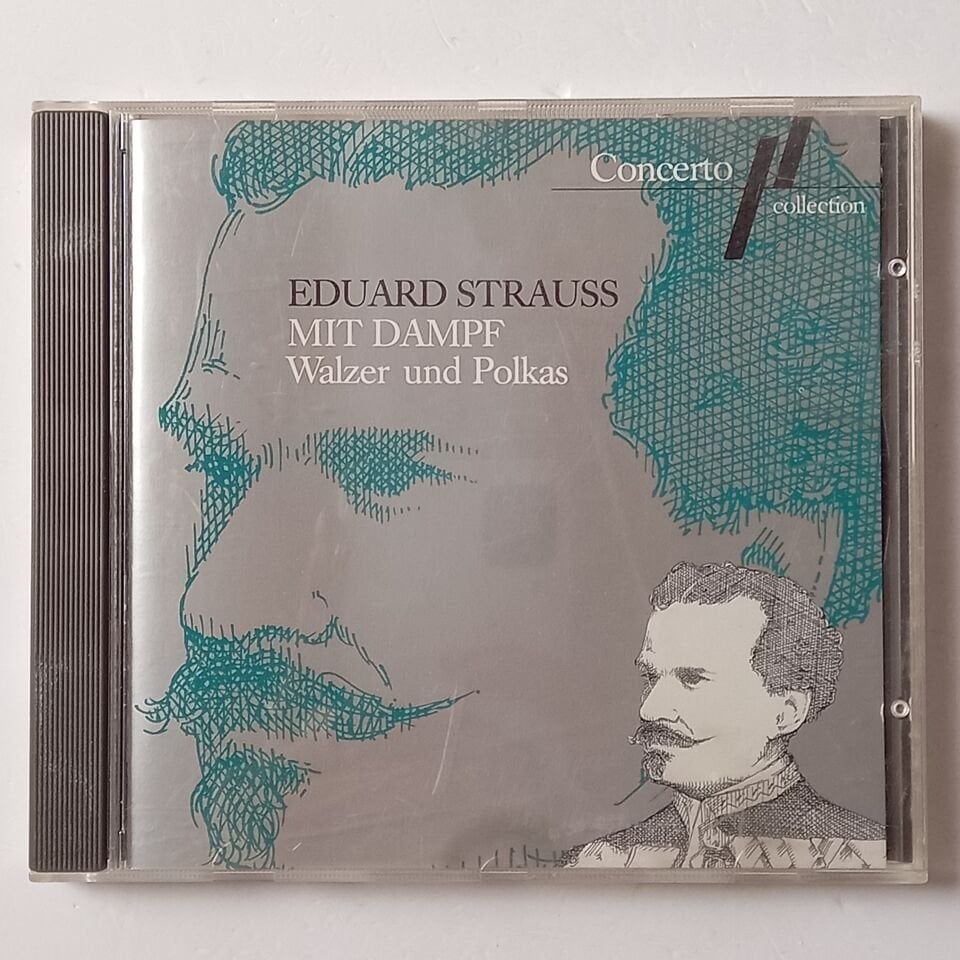 Concerto
collection
EDUARD STRAUSS
MIT DAMPF
Walzer und Polkas